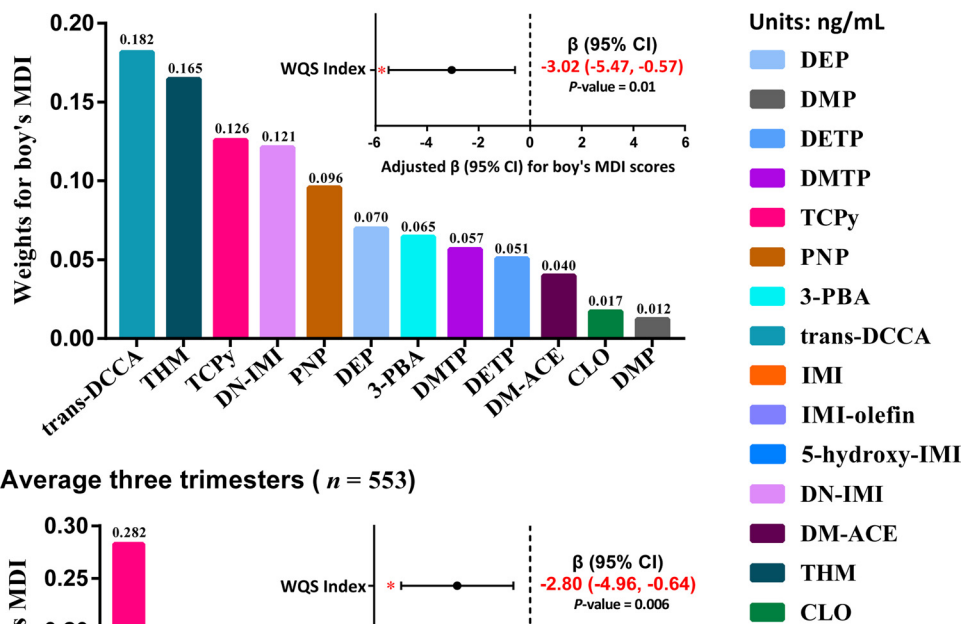 Weights for boy's MDI
0.20
0.15
0.10
0.05
0.00
0.182
0.165
0.126
0.121
0.096
0.070
0.065
0.057
0.051
0.040
0.017
0.012
trans-DCCA
THM
TCPy
DN-IMI
PNP
DEP
3-PBA
DMTP
DETP
DM-ACE
CLO
DMP
WQS Index
*
β (95% CI)
-3.02 (-5.47, -0.57)
P-value = 0.01
-6 -4 -2 0 2 4 6
Adjusted β (95% CI) for boy's MDI scores
Units: ng/mL
DEP
DMP
DETP
DMTP
TCPy
PNP
3-PBA
trans-DCCA
IMI
IMI-olefin
5-hydroxy-IMI
DN-IMI
DM-ACE
THM
CLO
Average three trimesters ( n = 553)
MDI
0.30
0.25
0.282
WQS Index
*
β (95% CI)
-2.80 (-4.96, -0.64)
P-value = 0.006